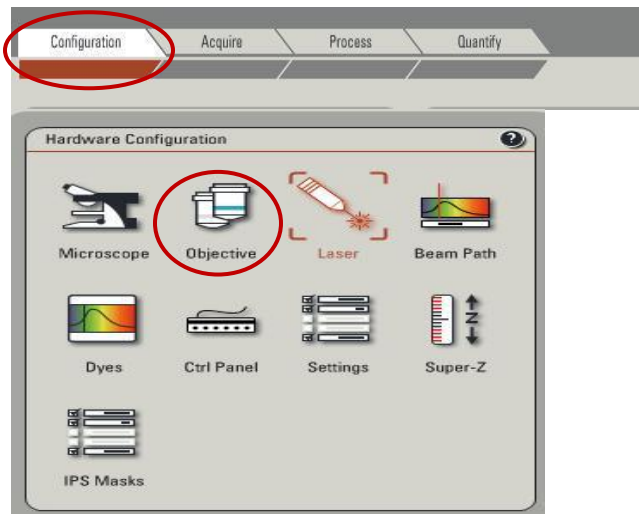 Configuration Acquire Process Quantify
Hardware Configuration ?
Microscope Objective Laser Beam Path
Z
Dyes Ctrl Panel Settings Super-Z
IPS Masks